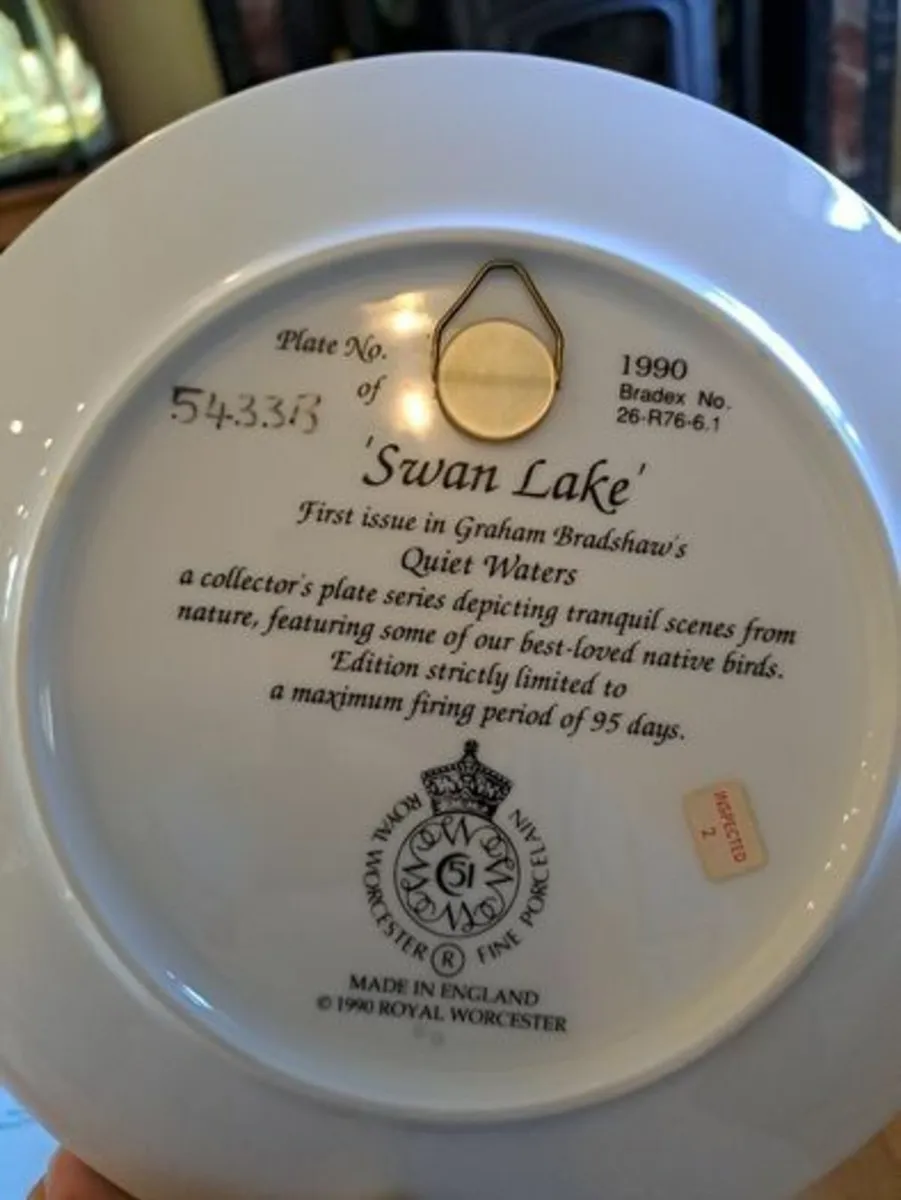 Plate No.
of
5433B
1990
Bradex No.
26-R76-6.1
'Swan Lake'
First issue in Graham Bradshaw's
Quiet Waters
a collector's plate series depicting tranquil scenes from
nature, featuring some of our best-loved native birds.
Edition strictly limited to
a maximum firing period of 95 days.
ROYAL WORCESTER ® FINE PORCELAIN
51
MADE IN ENGLAND
© 1990 ROYAL WORCESTER
INSPECTED
2